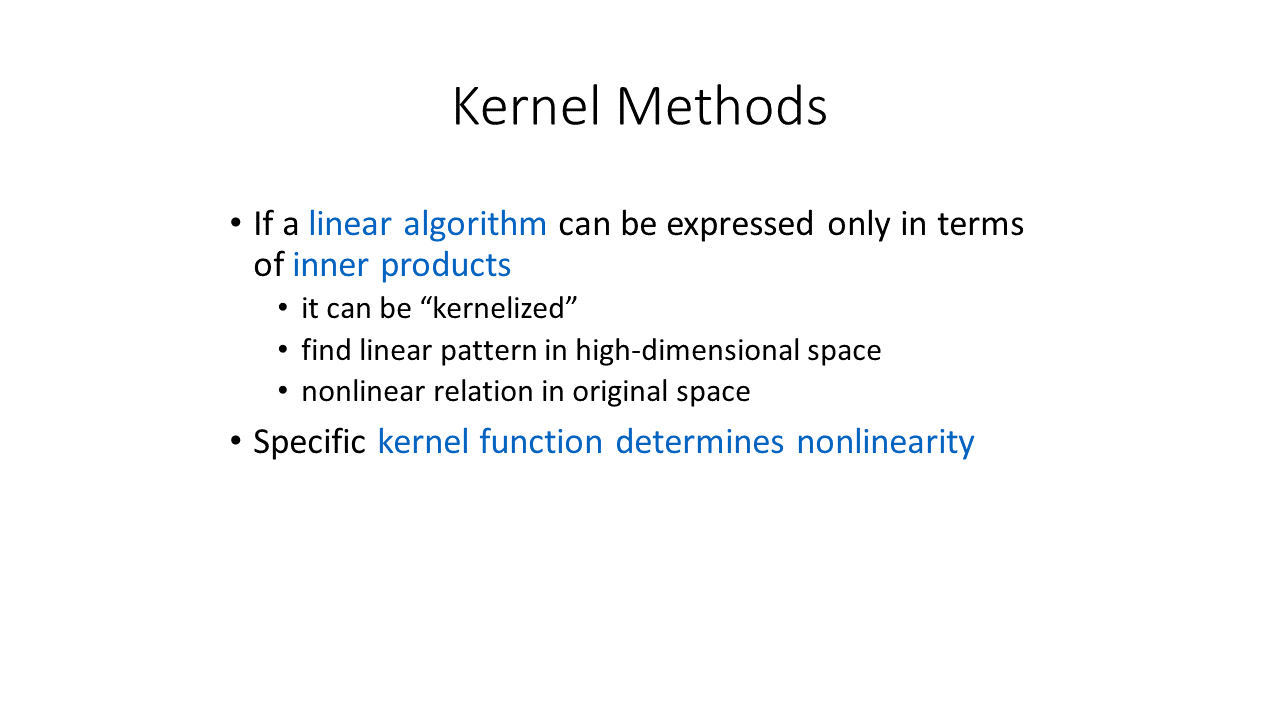 Kernel Methods
• If a linear algorithm can be expressed only in terms
of inner products
• it can be “kernelized”
• find linear pattern in high-dimensional space
• nonlinear relation in original space
• Specific kernel function determines nonlinearity